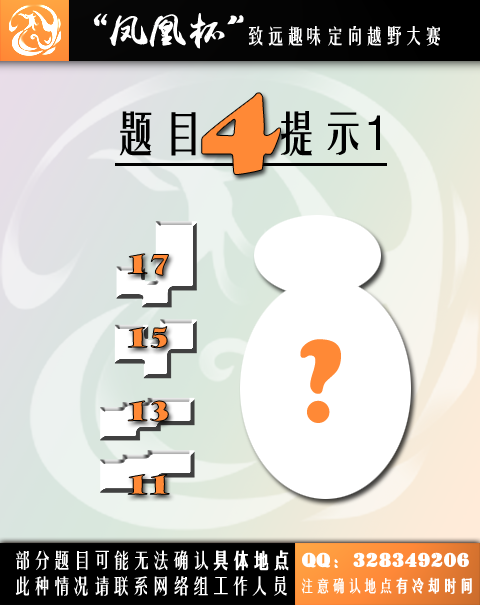 “凤凰杯”致远趣味定向越野大赛
题目4提示1
17
15
13
11
?
部分题目可能无法确认具体地点
此种情况请联系网络组工作人员
QQ：328349206
注意确认地点有冷却时间